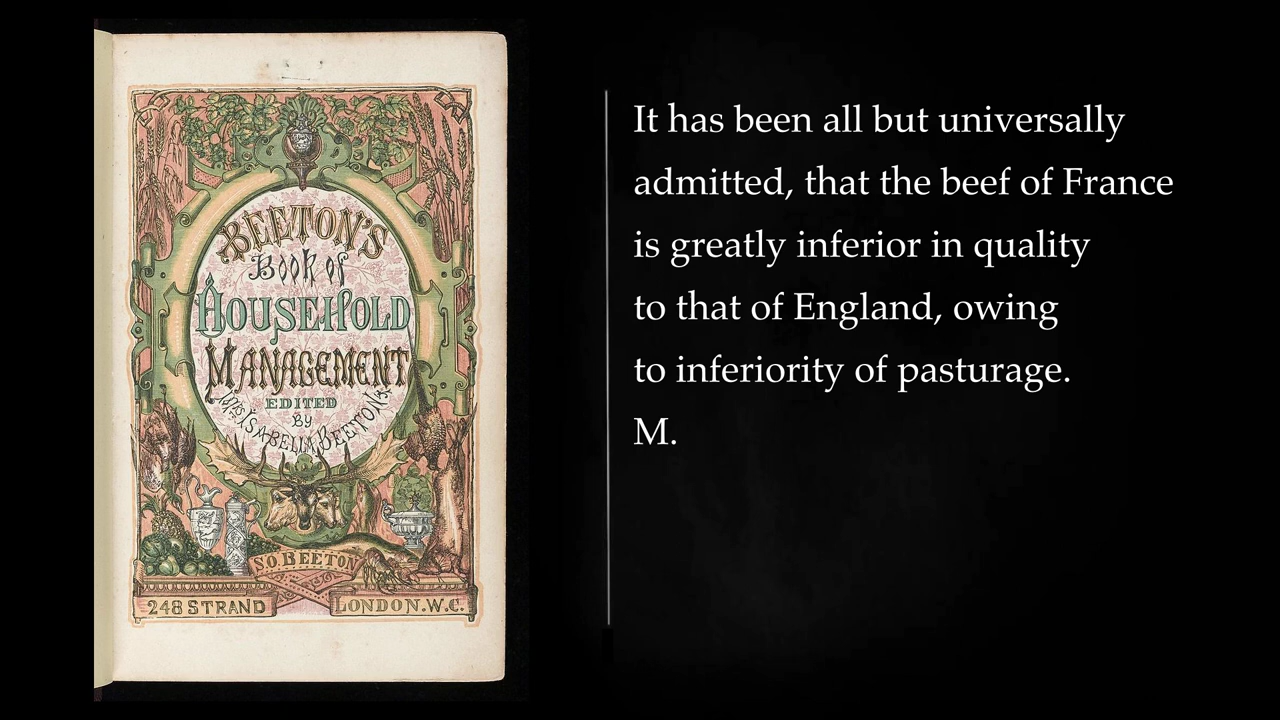 BEETON'S
Book of
HOUSEHOLD
MANAGEMENT
EDITED
BY
MRS ISABELLA BEETON
S.O. BEETON
248 STRAND
LONDON. W.C.
It has been all but universally
admitted, that the beef of France
is greatly inferior in quality
to that of England, owing
to inferiority of pasturage.
M.